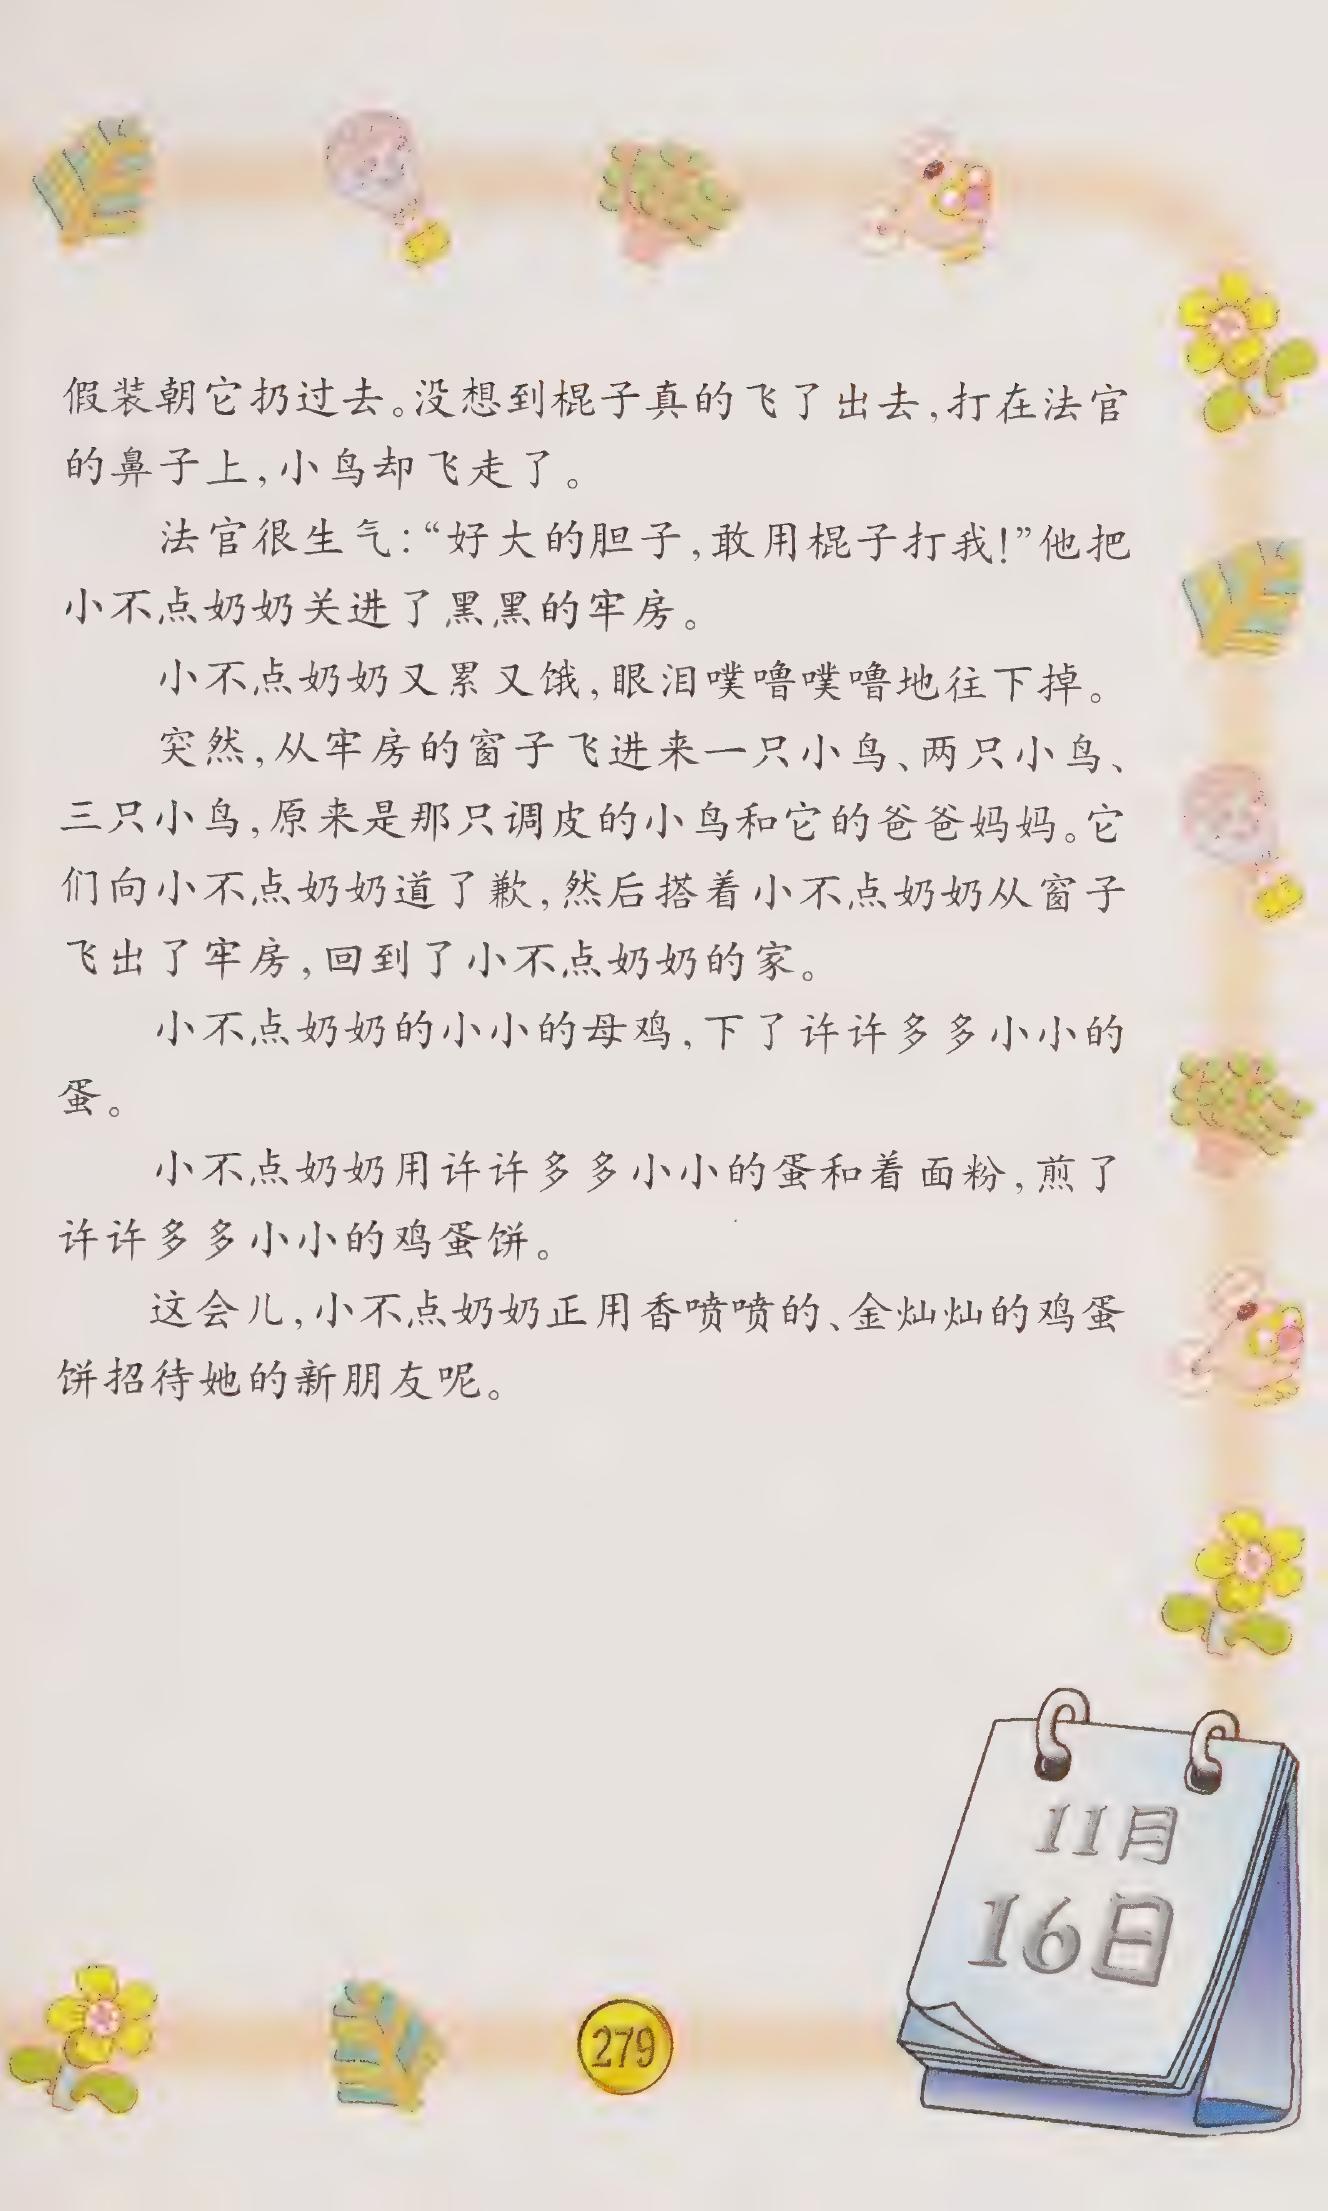 假装朝它扔过去。没想到棍子真的飞了出去,打在法官
的鼻子上,小鸟却飞走了。
法官很生气:“好大的胆子,敢用棍子打我!”他把
小不点奶奶关进了黑黑的牢房。
小不点奶奶又累又饿,眼泪噗噜噗噜地往下掉。
突然,从牢房的窗子飞进来一只小鸟、两只小鸟、
三只小鸟,原来是那只调皮的小鸟和它的爸爸妈妈。它
们向小不点奶奶道了歉,然后搭着小不点奶奶从窗子
飞出了牢房,回到了小不点奶奶的家。
小不点奶奶的小小的母鸡,下了许许多多小小的
蛋。
小不点奶奶用许许多多小小的蛋和着面粉,煎了
许许多多小小的鸡蛋饼。
这会儿,小不点奶奶正用香喷喷的、金灿灿的鸡蛋
饼招待她的新朋友呢。
11月
16日
279